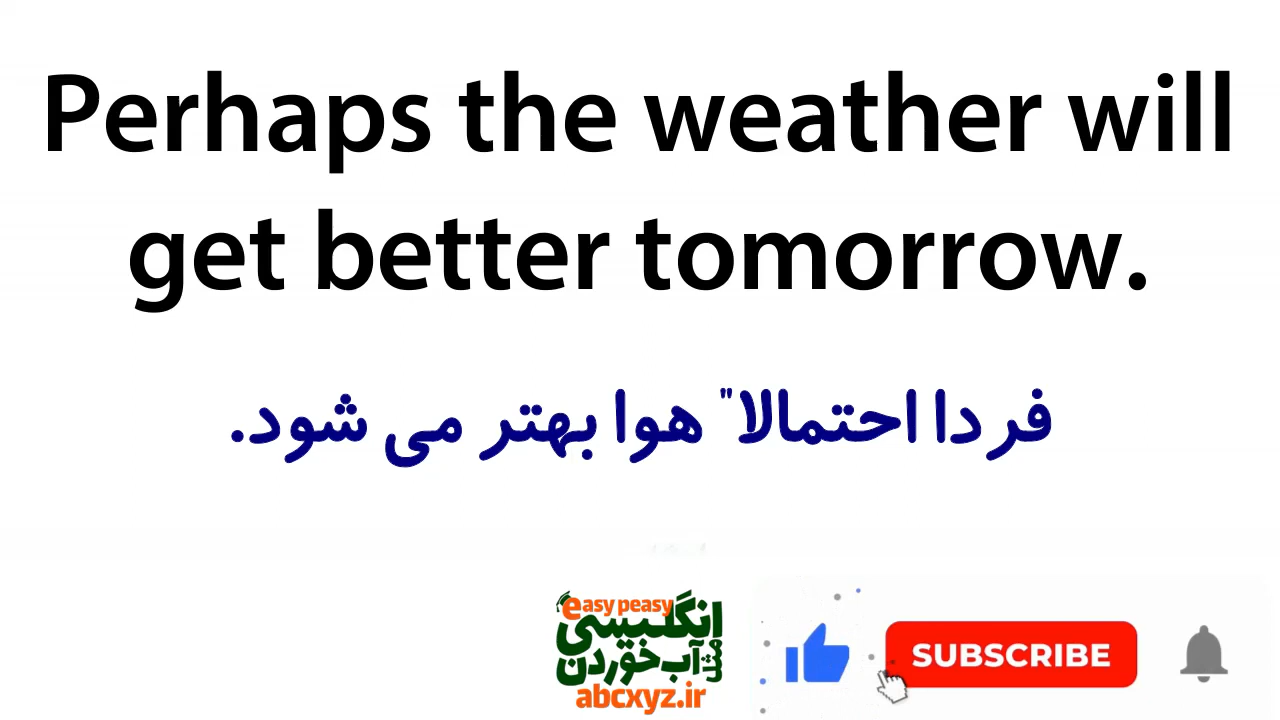 Perhaps the weather will
get better tomorrow.
فردا احتمالا" هوا بهتر می شود.
easy peasy
انگلیسی
مثل آب خوردن
abcxyz.ir
SUBSCRIBE